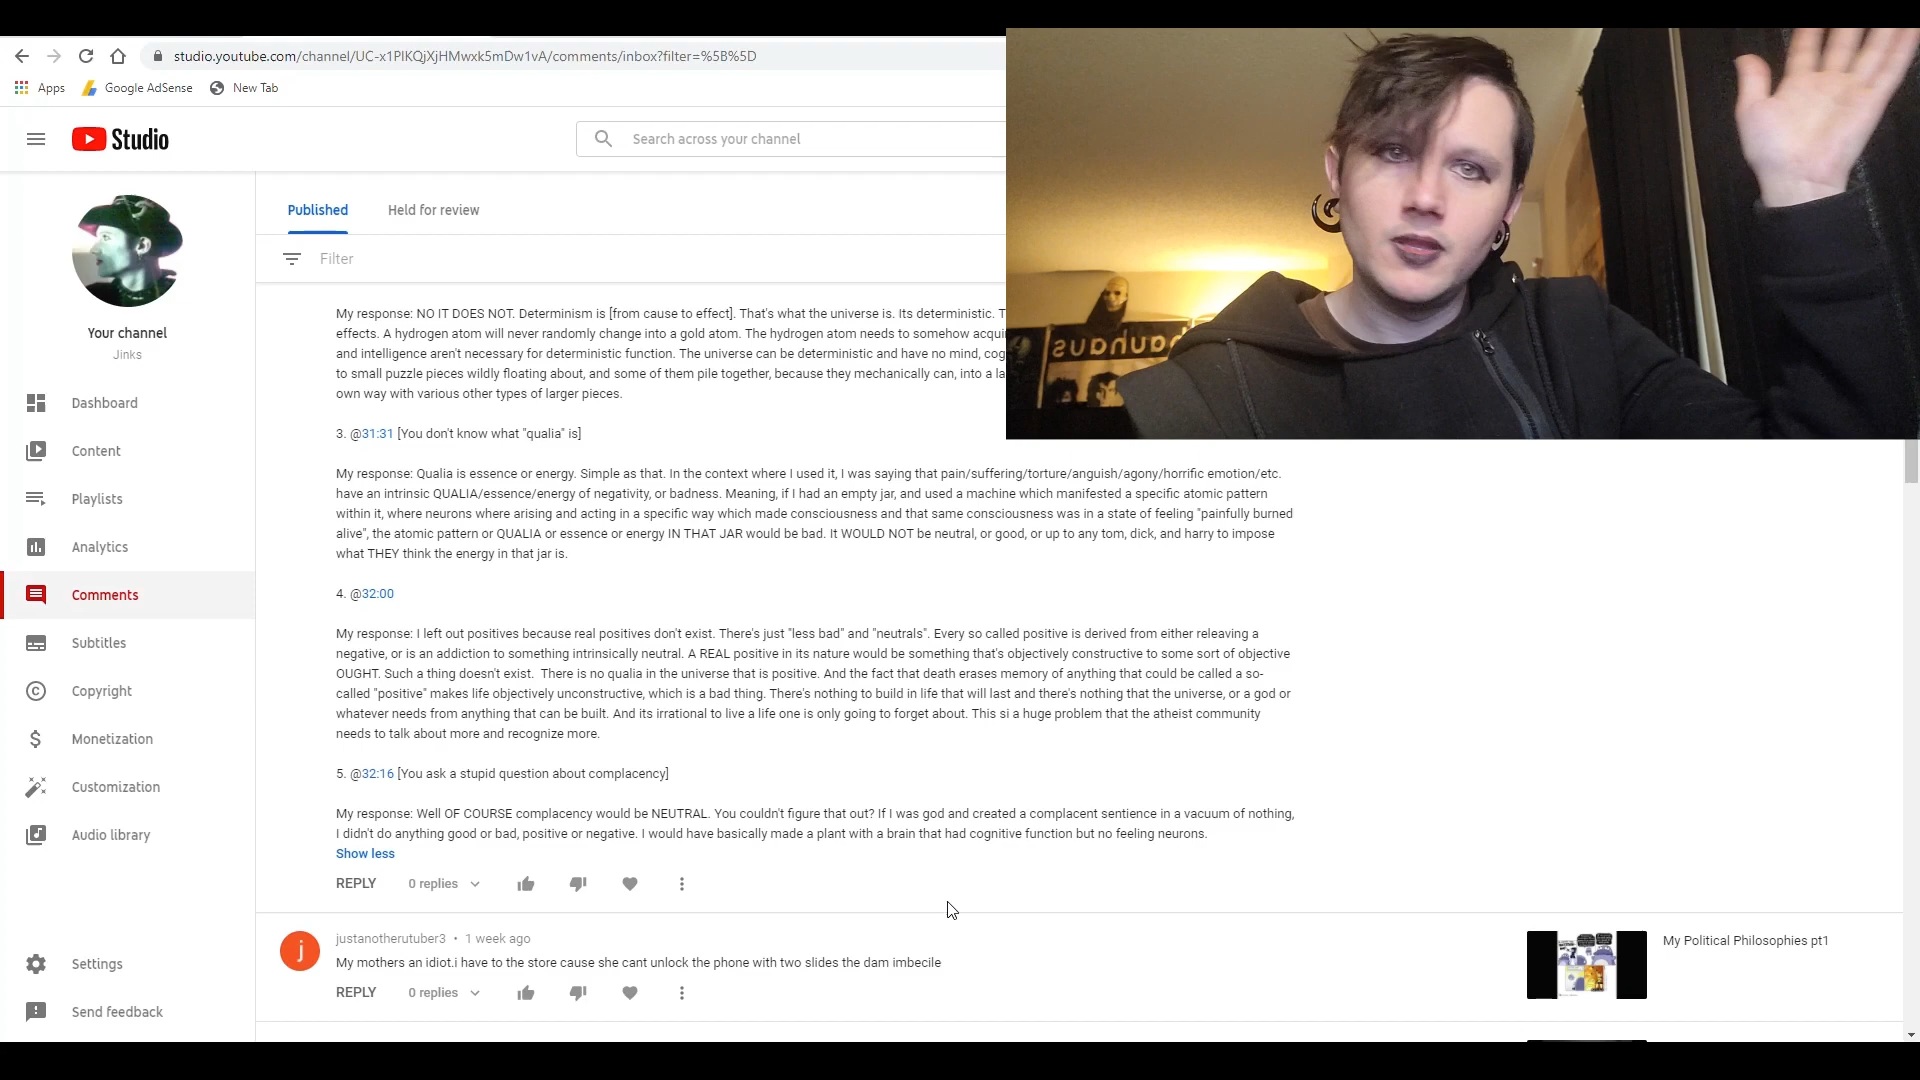 studio.youtube.com/channel/UC-x1PIKQjXjHMwxk5mDw1vA/comments/inbox?filter=%5B%5D
Apps
Google AdSense
New Tab
Studio
Search across your channel
Published
Held for review
Filter
Your channel
Jinks
Dashboard
Content
Playlists
Analytics
Comments
Subtitles
Copyright
Monetization
Customization
Audio library
Settings
Send feedback
bauhaus
My response: NO IT DOES NOT. Determinism is [from cause to effect]. That's what the universe is. Its deterministic. T
effects. A hydrogen atom will never randomly change into a gold atom. The hydrogen atom needs to somehow acqui
and intelligence aren't necessary for deterministic function. The universe can be deterministic and have no mind, cog
to small puzzle pieces wildly floating about, and some of them pile together, because they mechanically can, into a la
own way with various other types of larger pieces.
3. @31:31 [You don't know what "qualia" is]
My response: Qualia is essence or energy. Simple as that. In the context where I used it, I was saying that pain/suffering/torture/anguish/agony/horrific emotion/etc.
have an intrinsic QUALIA/essence/energy of negativity, or badness. Meaning, if I had an empty jar, and used a machine which manifested a specific atomic pattern
within it, where neurons where arising and acting in a specific way which made consciousness and that same consciousness was in a state of feeling "painfully burned
alive", the atomic pattern or QUALIA or essence or energy IN THAT JAR would be bad. It WOULD NOT be neutral, or good, or up to any tom, dick, and harry to impose
what THEY think the energy in that jar is.
4. @32:00
My response: I left out positives because real positives don't exist. There's just "less bad" and "neutrals". Every so called positive is derived from either releaving a
negative, or is an addiction to something intrinsically neutral. A REAL positive in its nature would be something that's objectively constructive to some sort of objective
OUGHT. Such a thing doesn't exist.  There is no qualia in the universe that is positive. And the fact that death erases memory of anything that could be called a so-
called "positive" makes life objectively unconstructive, which is a bad thing. There's nothing to build in life that will last and there's nothing that the universe, or a god or
whatever needs from anything that can be built. And its irrational to live a life one is only going to forget about. This si a huge problem that the atheist community
needs to talk about more and recognize more.
5. @32:16 [You ask a stupid question about complacency]
My response: Well OF COURSE complacency would be NEUTRAL. You couldn't figure that out? If I was god and created a complacent sentience in a vacuum of nothing,
I didn't do anything good or bad, positive or negative. I would have basically made a plant with a brain that had cognitive function but no feeling neurons.
Show less
REPLY
0 replies
j
justanotherutuber3 • 1 week ago
My mothers an idiot.i have to the store cause she cant unlock the phone with two slides the dam imbecile
REPLY
0 replies
My Political Philosophies pt1